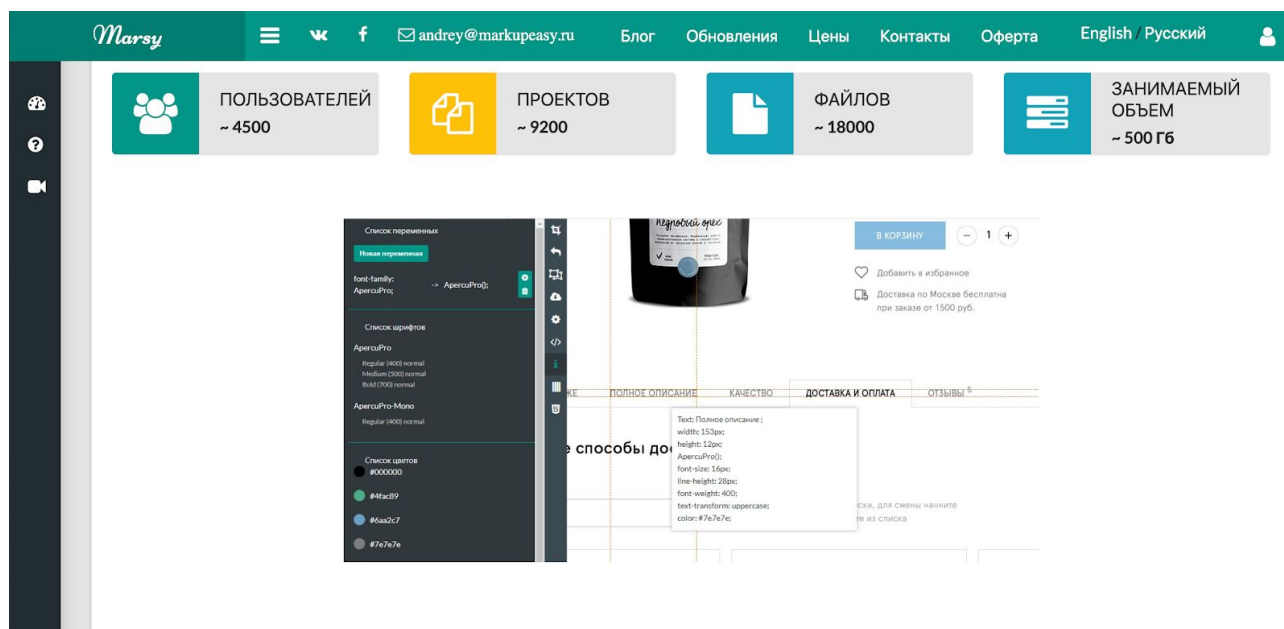 Marsy
andrey@markupeasy.ru
Блог
Обновления
Цены
Контакты
Оферта
English / Русский
ПОЛЬЗОВАТЕЛЕЙ
~ 4500
ПРОЕКТОВ
~ 9200
ФАЙЛОВ
~ 18000
ЗАНИМАЕМЫЙ
ОБЪЕМ
~ 500 Гб
Список переменных
Новая переменная
font-family:
ApercuPro;
-> ApercuPro();
Список шрифтов
ApercuPro
Regular (400) normal
Medium (500) normal
Bold (700) normal
ApercuPro-Mono
Regular (400) normal
Список цветов
#000000
#4fac89
#6aa2c7
#7e7e7e
Кедровый орех
В КОРЗИНУ
1
Добавить в избранное
Доставка по Москве бесплатна
при заказе от 1500 руб.
ЖЕ
ПОЛНОЕ ОПИСАНИЕ
КАЧЕСТВО
ДОСТАВКА И ОПЛАТА
ОТЗЫВЫ
е способы до
Text: Полное описание ;
width: 153px;
height: 12px;
ApercuPro();
font-size: 16px;
line-height: 28px;
font-weight: 400;
text-transform: uppercase;
color: #7e7e7e;
ски, для смены начните
те из списка